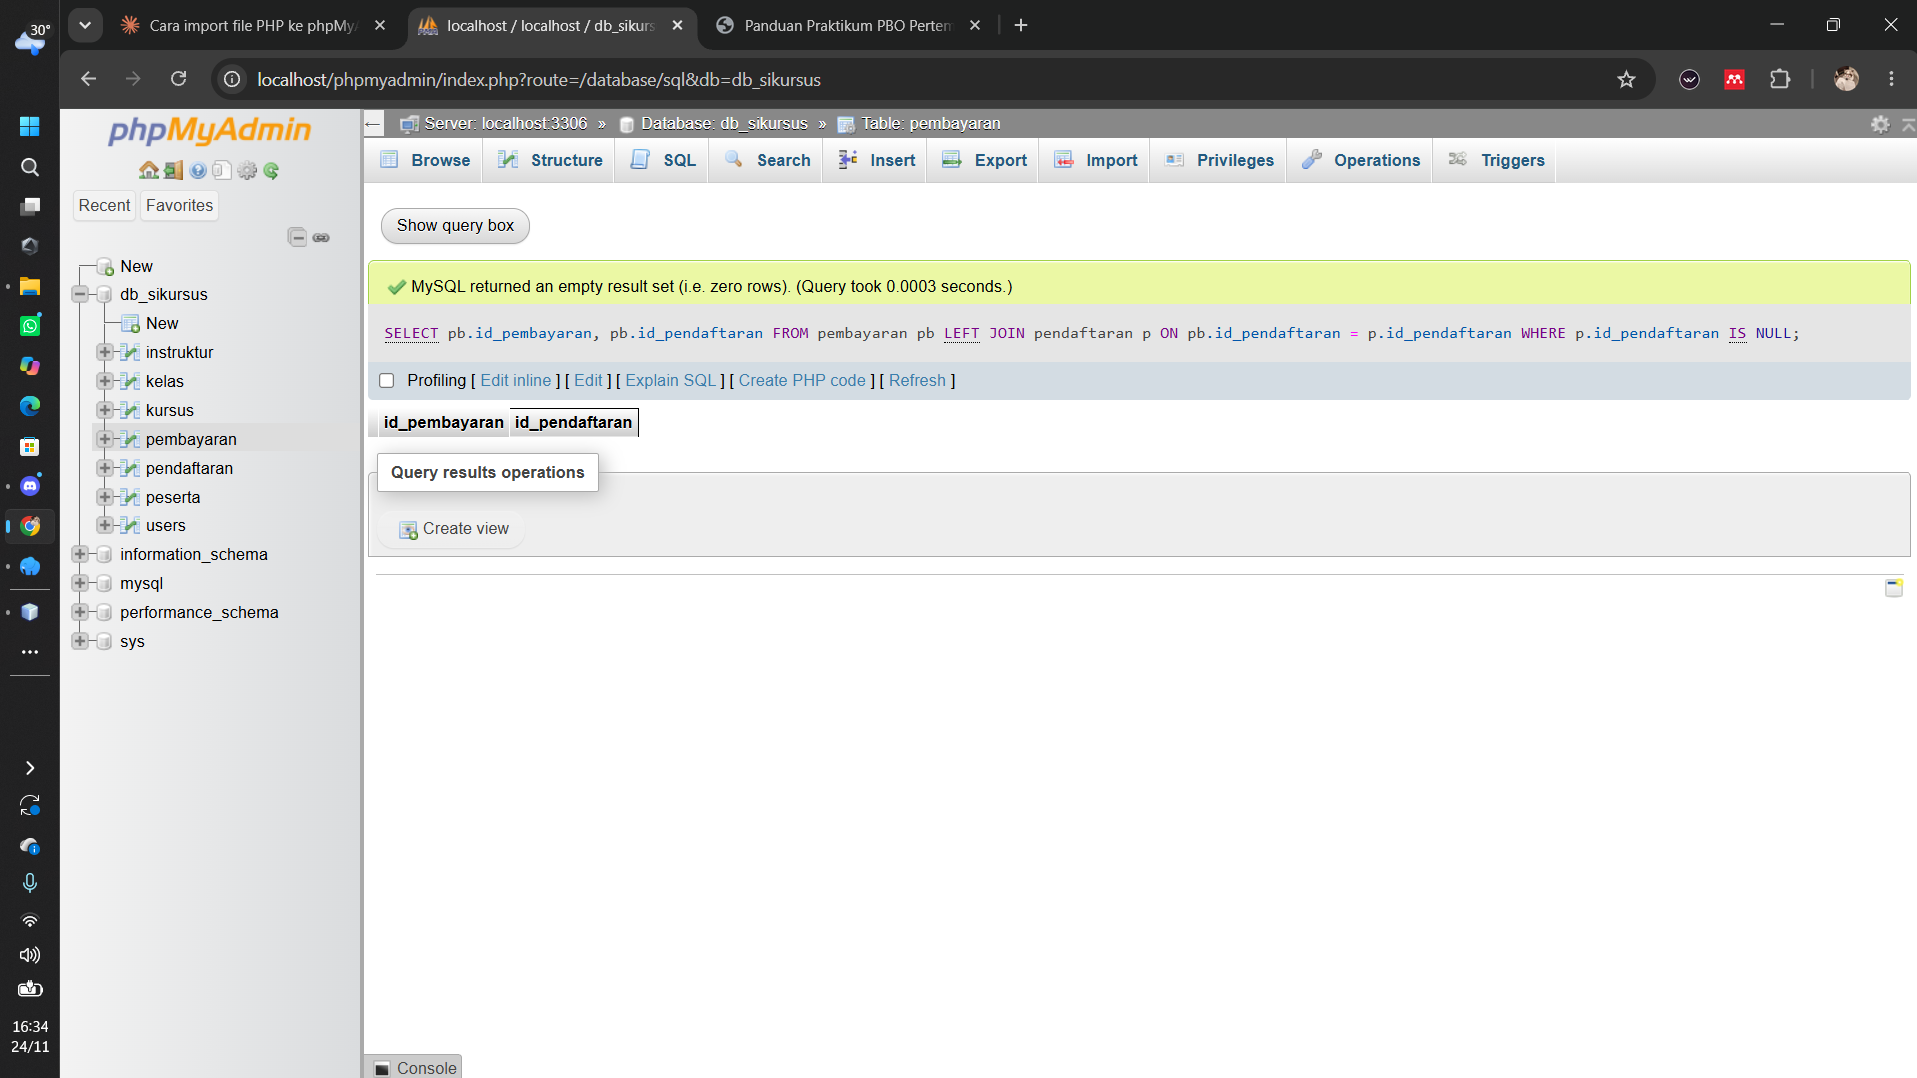 30°
Cara import file PHP ke phpMy
localhost / localhost / db_sikurs
Panduan Praktikum PBO Pertem
localhost/phpmyadmin/index.php?route=/database/sql&db=db_sikursus
phpMyAdmin
Recent
Favorites
New
db_sikursus
New
instruktur
kelas
kursus
pembayaran
pendaftaran
peserta
users
information_schema
mysql
performance_schema
sys
Server: localhost:3306 » Database: db_sikursus » Table: pembayaran
Browse
Structure
SQL
Search
Insert
Export
Import
Privileges
Operations
Triggers
Show query box
MySQL returned an empty result set (i.e. zero rows). (Query took 0.0003 seconds.)
SELECT pb.id_pembayaran, pb.id_pendaftaran FROM pembayaran pb LEFT JOIN pendaftaran p ON pb.id_pendaftaran = p.id_pendaftaran WHERE p.id_pendaftaran IS NULL;
Profiling [ Edit inline ] [ Edit ] [ Explain SQL ] [ Create PHP code ] [ Refresh ]
id_pembayaran id_pendaftaran
Query results operations
Create view
Console
16:34
24/11